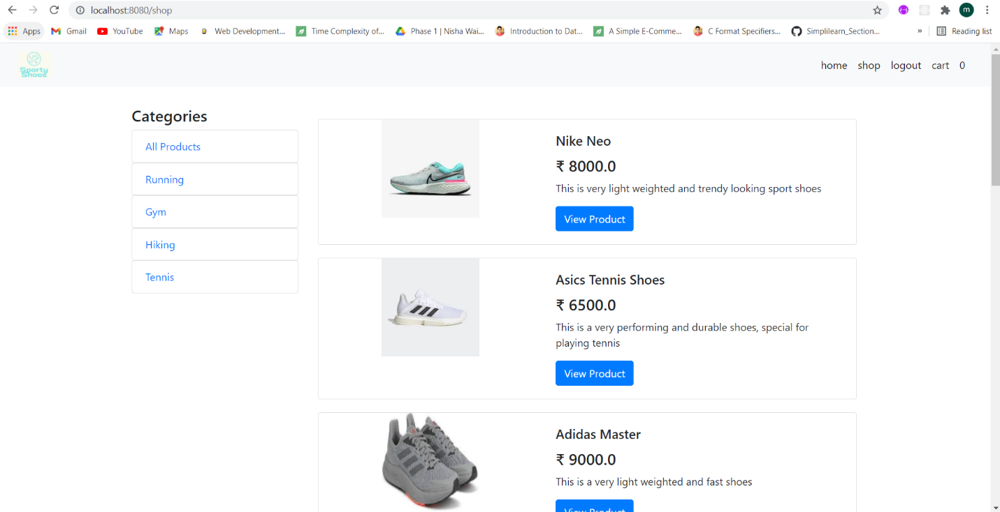 localhost:8080/shop
m
Apps Gmail YouTube Maps Web Development... Time Complexity of... Phase 1 | Nisha Wai... Introduction to Dat... A Simple E-Comme... C Format Specifiers... Simplilearn_Section... » Reading list
Sporty
Shoes
home shop logout cart 0
Categories
All Products
Running
Gym
Hiking
Tennis
Nike Neo
₹ 8000.0
This is very light weighted and trendy looking sport shoes
View Product
Asics Tennis Shoes
₹ 6500.0
This is a very performing and durable shoes, special for
playing tennis
View Product
Adidas Master
₹ 9000.0
This is a very light weighted and fast shoes
View Product